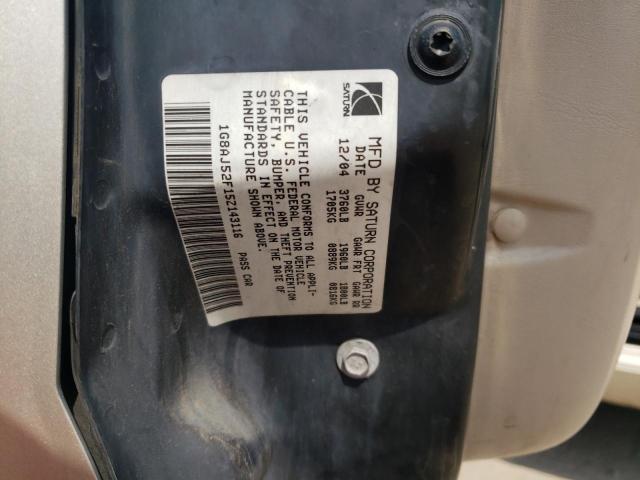 SATURN
MFD BY SATURN CORPORATION
DATE GVWR GAWR FRT GAWR RR
12/04 3760LB 1960LB 1800LB
1705KG 0889KG 0816KG
THIS VEHICLE CONFORMS TO ALL APPLI-
CABLE U.S. FEDERAL MOTOR VEHICLE
SAFETY, BUMPER, AND THEFT PREVENTION
STANDARDS IN EFFECT ON THE DATE OF
MANUFACTURE SHOWN ABOVE.
1G8AJ52F15Z143116 PASS CAR